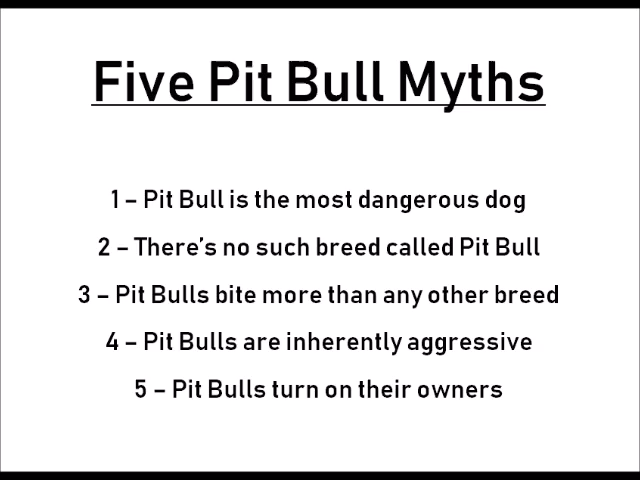 Five Pit Bull Myths
1 – Pit Bull is the most dangerous dog
2 – There's no such breed called Pit Bull
3 – Pit Bulls bite more than any other breed
4 – Pit Bulls are inherently aggressive
5 – Pit Bulls turn on their owners